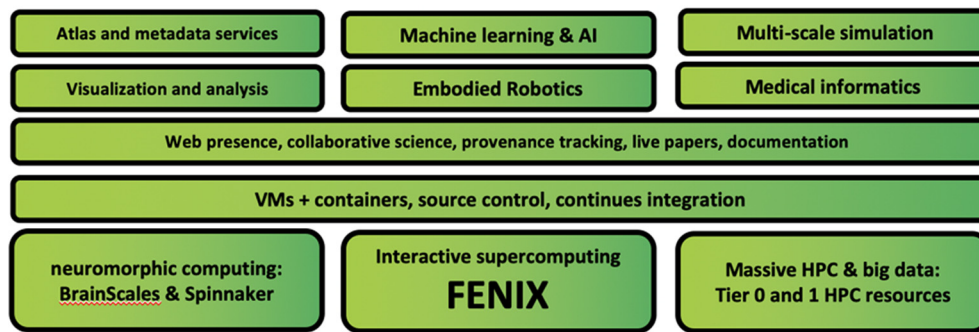 Atlas and metadata services
Machine learning & AI
Multi-scale simulation
Visualization and analysis
Embodied Robotics
Medical informatics
Web presence, collaborative science, provenance tracking, live papers, documentation
VMs + containers, source control, continues integration
neuromorphic computing:
BrainScales & Spinnaker
Interactive supercomputing
FENIX
Massive HPC & big data:
Tier 0 and 1 HPC resources